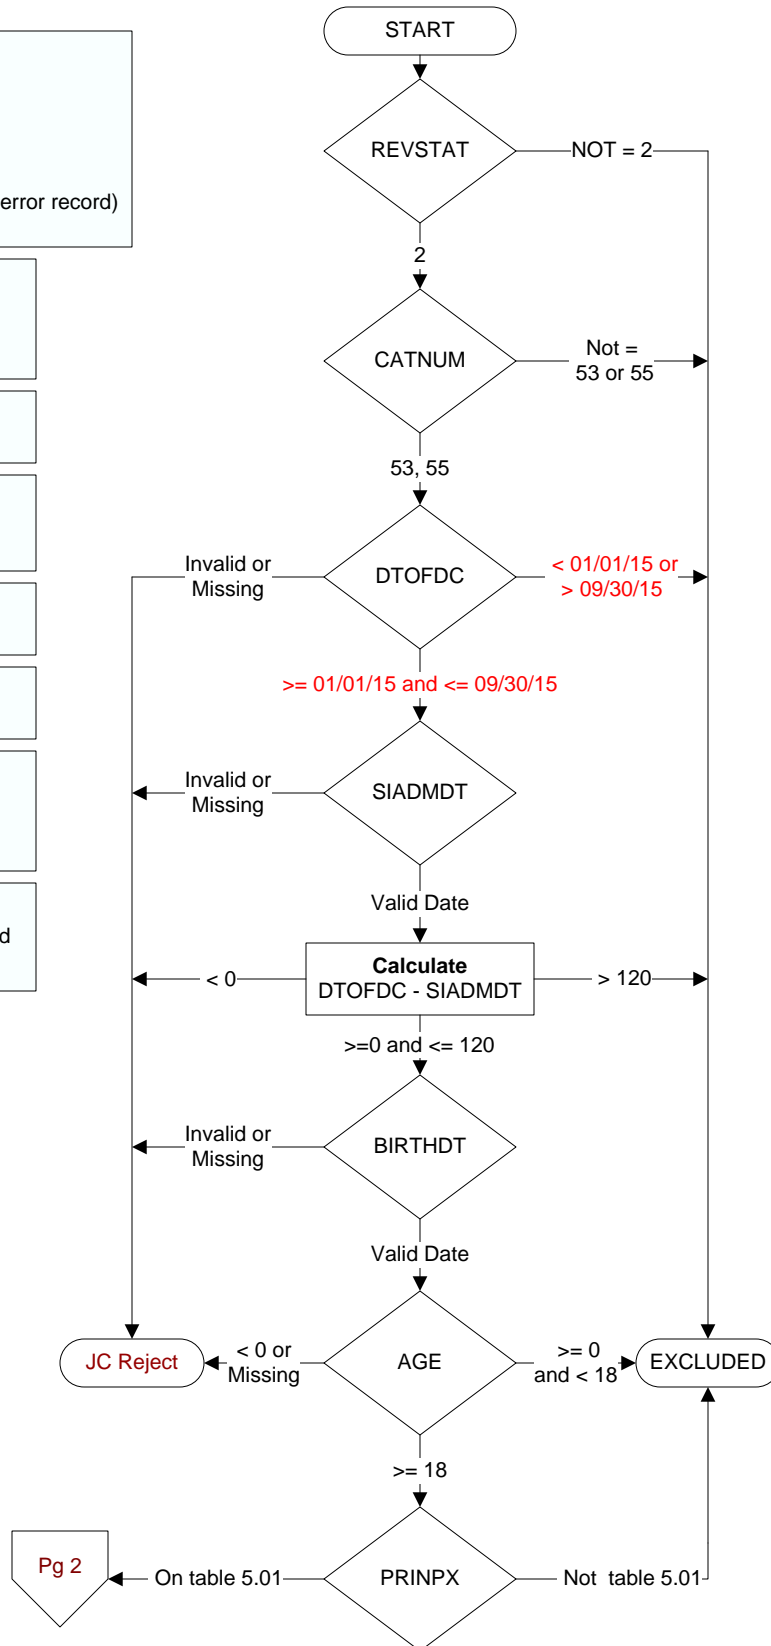 START
error record)
REVSTAT
NOT = 2
2
CATNUM
Not =
53 or 55
53, 55
Invalid or
Missing
DTOFDC
< 01/01/15 or
> 09/30/15
>= 01/01/15 and <= 09/30/15
Invalid or
Missing
SIADMDT
Valid Date
d
< 0
Calculate
DTOFDC - SIADMDT
> 120
>=0 and <= 120
Invalid or
Missing
BIRTHDT
Valid Date
JC Reject
< 0 or
Missing
AGE
>= 0
and < 18
EXCLUDED
>= 18
Pg 2
On table 5.01
PRINPX
Not table 5.01